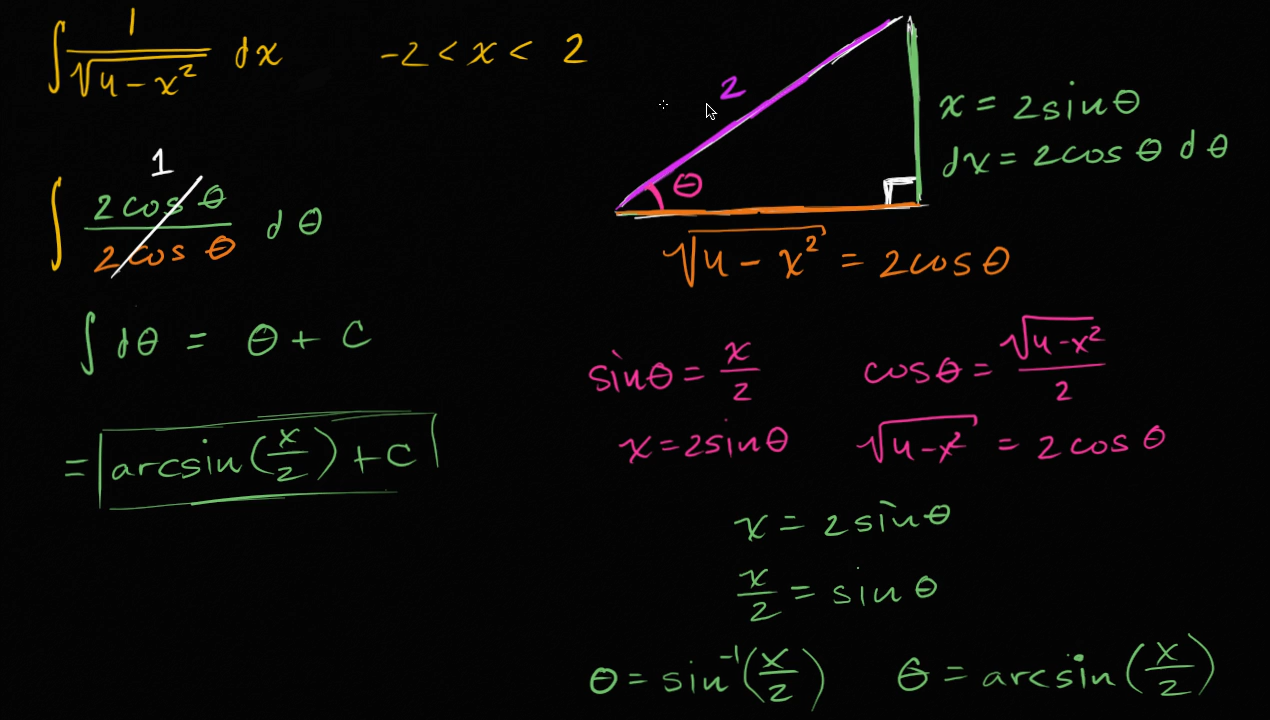 ∫ 1/√(4 − x²) dx   -2 < x < 2
∫ (2cosθ)/(2cosθ) dθ
1
∫ dθ = θ + C
= arcsin(x/2) + C
2
θ
x = 2sinθ
dx = 2cosθ dθ
√(4 − x²) = 2cosθ
sinθ = x/2   cosθ = √(4-x²)/2
x = 2sinθ   √(4-x²) = 2cosθ
x = 2sinθ
x/2 = sinθ
θ = sin⁻¹(x/2)   θ = arcsin(x/2)